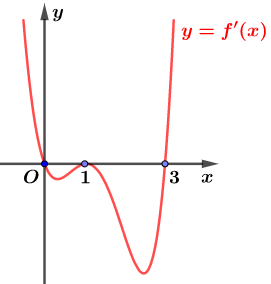 y
y = f'(x)
O 1 3 x